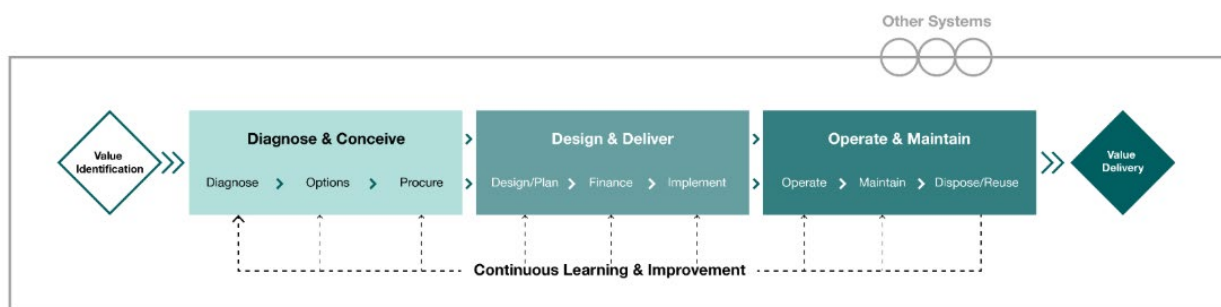 Other Systems
Value
Identification
Diagnose & Conceive
Diagnose
Options
Procure
Design & Deliver
Design/Plan
Finance
Implement
Operate & Maintain
Operate
Maintain
Dispose/Reuse
Value
Delivery
Continuous Learning & Improvement